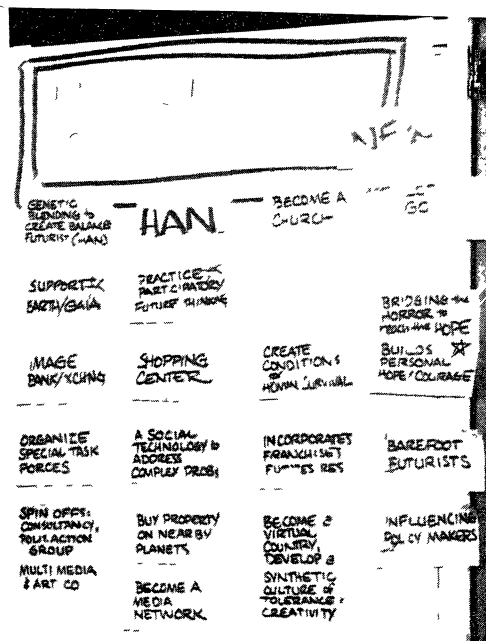 GENETIC
BLENDING to
CREATE BALANCE
FUTURIST (HAN)
HAN
BECOME A
CHURCH
SUPPORT
EARTH/GAIA
PRACTICE
PARTICIPATORY
FUTURE THINKING
BRIDGING the
HORROR to
HOPE
IMAGE
BANK/XCHNG
SHOPPING
CENTER
CREATE
CONDITIONS
HUMAN SURVIVAL
BUILDS
PERSONAL
HOPE/COURAGE
ORGANIZE
SPECIAL TASK
FORCES
A SOCIAL
TECHNOLOGY to
ADDRESS
COMPLEX PROBS
INCORPORATES
FRANCHISES
FUTURES RES
BAREFOOT
FUTURISTS
SPIN OFFS:
CONSULTANCY,
POLIT.ACTION
GROUP
MULTI MEDIA
& ART CO
BUY PROPERTY
ON NEARBY
PLANETS
BECOME A
MEDIA
NETWORK
BECOME a
VIRTUAL
COUNTRY,
DEVELOP a
SYNTHETIC
CULTURE of
TOLERANCE &
CREATIVITY
INFLUENCING
POLICY MAKERS